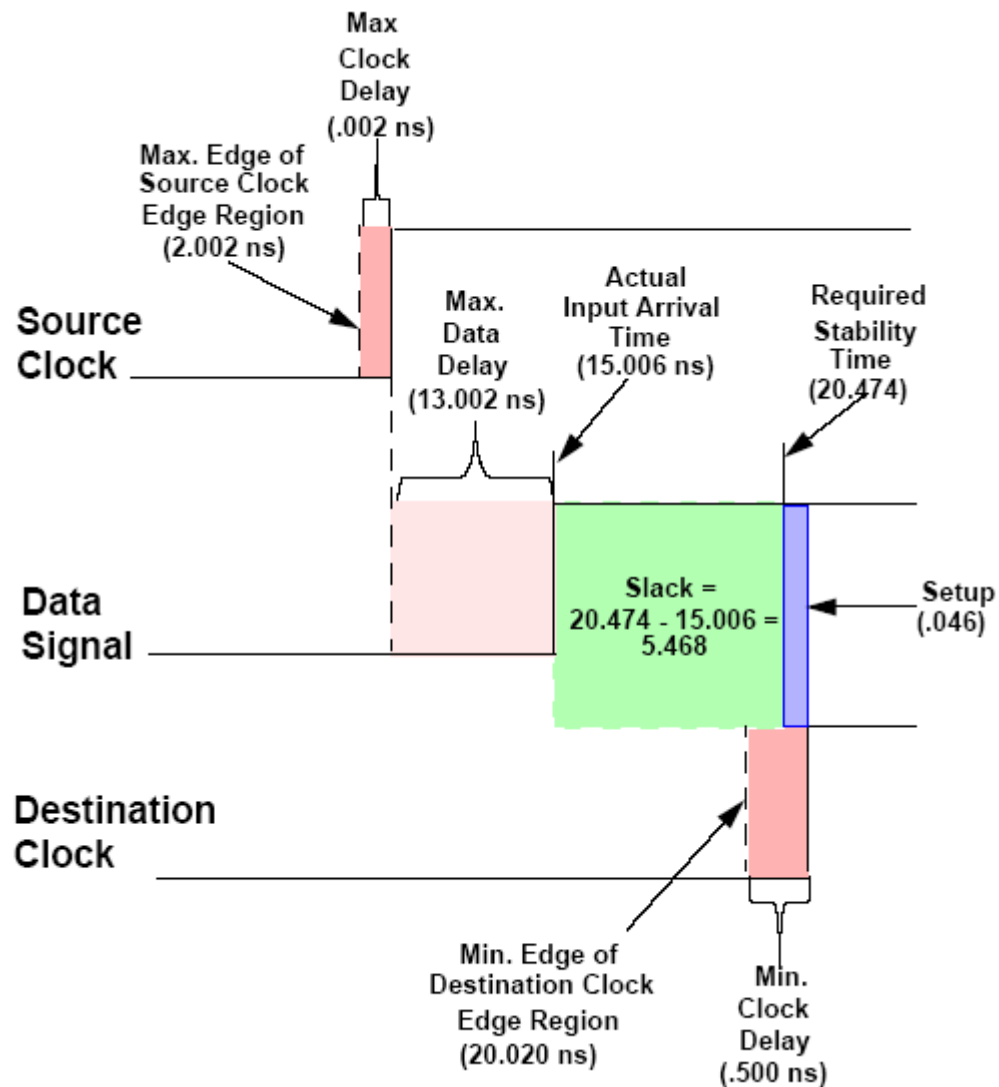 Max
Clock
Delay
(.002 ns)
Max. Edge of
Source Clock
Edge Region
(2.002 ns)
Source
Clock
Max.
Data
Delay
(13.002 ns)
Actual
Input Arrival
Time
(15.006 ns)
Required
Stability
Time
(20.474)
Data
Signal
Slack =
20.474 - 15.006 =
5.468
Setup
(.046)
Destination
Clock
Min. Edge of
Destination Clock
Edge Region
(20.020 ns)
Min.
Clock
Delay
(.500 ns)